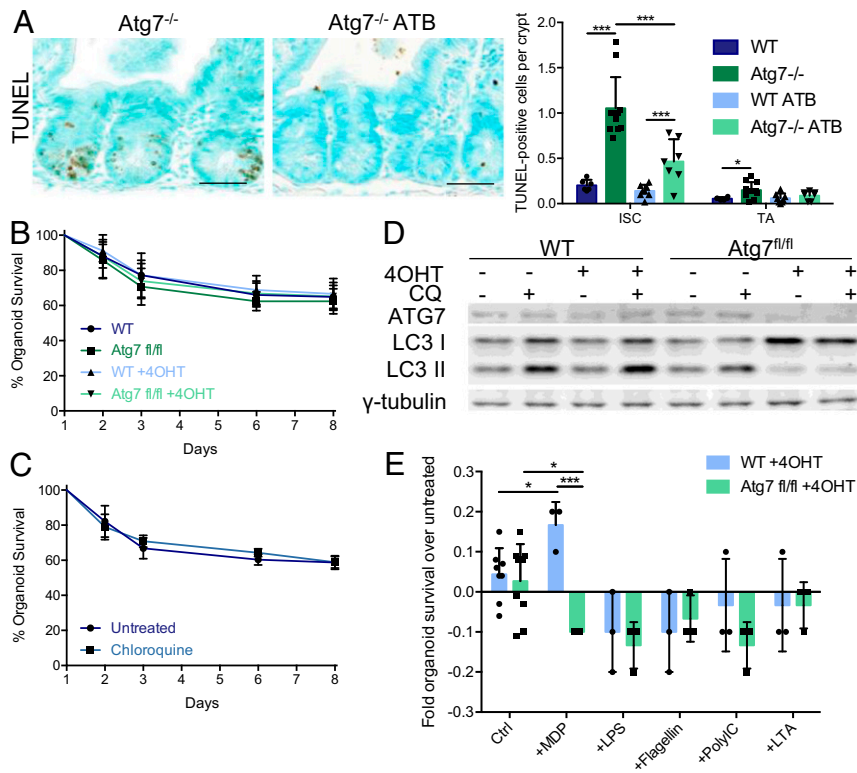 A
Atg7-/-
Atg7-/- ATB
TUNEL
TUNEL-positive cells per crypt
2.0
1.5
1.0
0.5
0.0
***
***
***
*
ISC
TA
WT
Atg7-/-
WT ATB
Atg7-/- ATB
B
% Organoid Survival
100
80
60
40
20
0
1 2 3 4 5 6 7 8
Days
WT
Atg7 fl/fl
WT +4OHT
Atg7 fl/fl +4OHT
C
% Organoid Survival
100
80
60
40
20
0
1 2 3 4 5 6 7 8
Days
Untreated
Chloroquine
D
WT Atg7fl/fl
4OHT - - + + - - + +
CQ - + - + - + - +
ATG7
LC3 I
LC3 II
γ-tubulin
E
Fold organoid survival over untreated
0.3
0.2
0.1
0.0
-0.1
-0.2
-0.3
*
*
***
WT +4OHT
Atg7 fl/fl +4OHT
Ctrl
+MDP
+LPS
+Flagellin
+PolyIC
+LTA